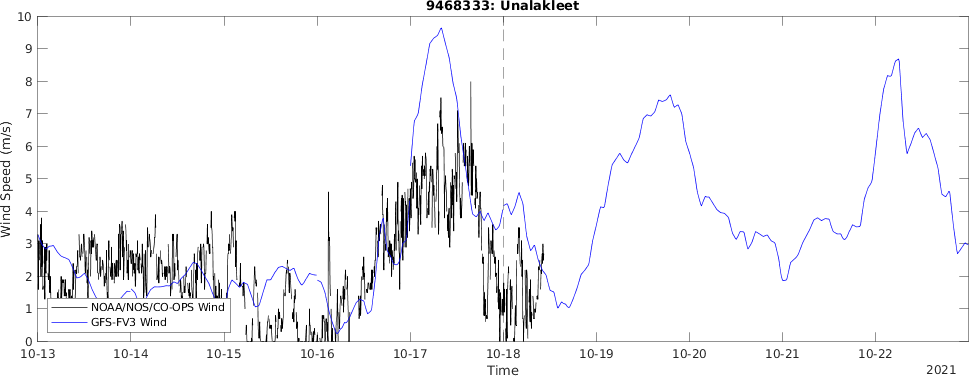 9468333: Unalakleet
10
9
8
7
6
5
4
3
2
1
0
Wind Speed (m/s)
NOAA/NOS/CO-OPS Wind
GFS-FV3 Wind
10-13 10-14 10-15 10-16 10-17 10-18 10-19 10-20 10-21 10-22
Time
2021